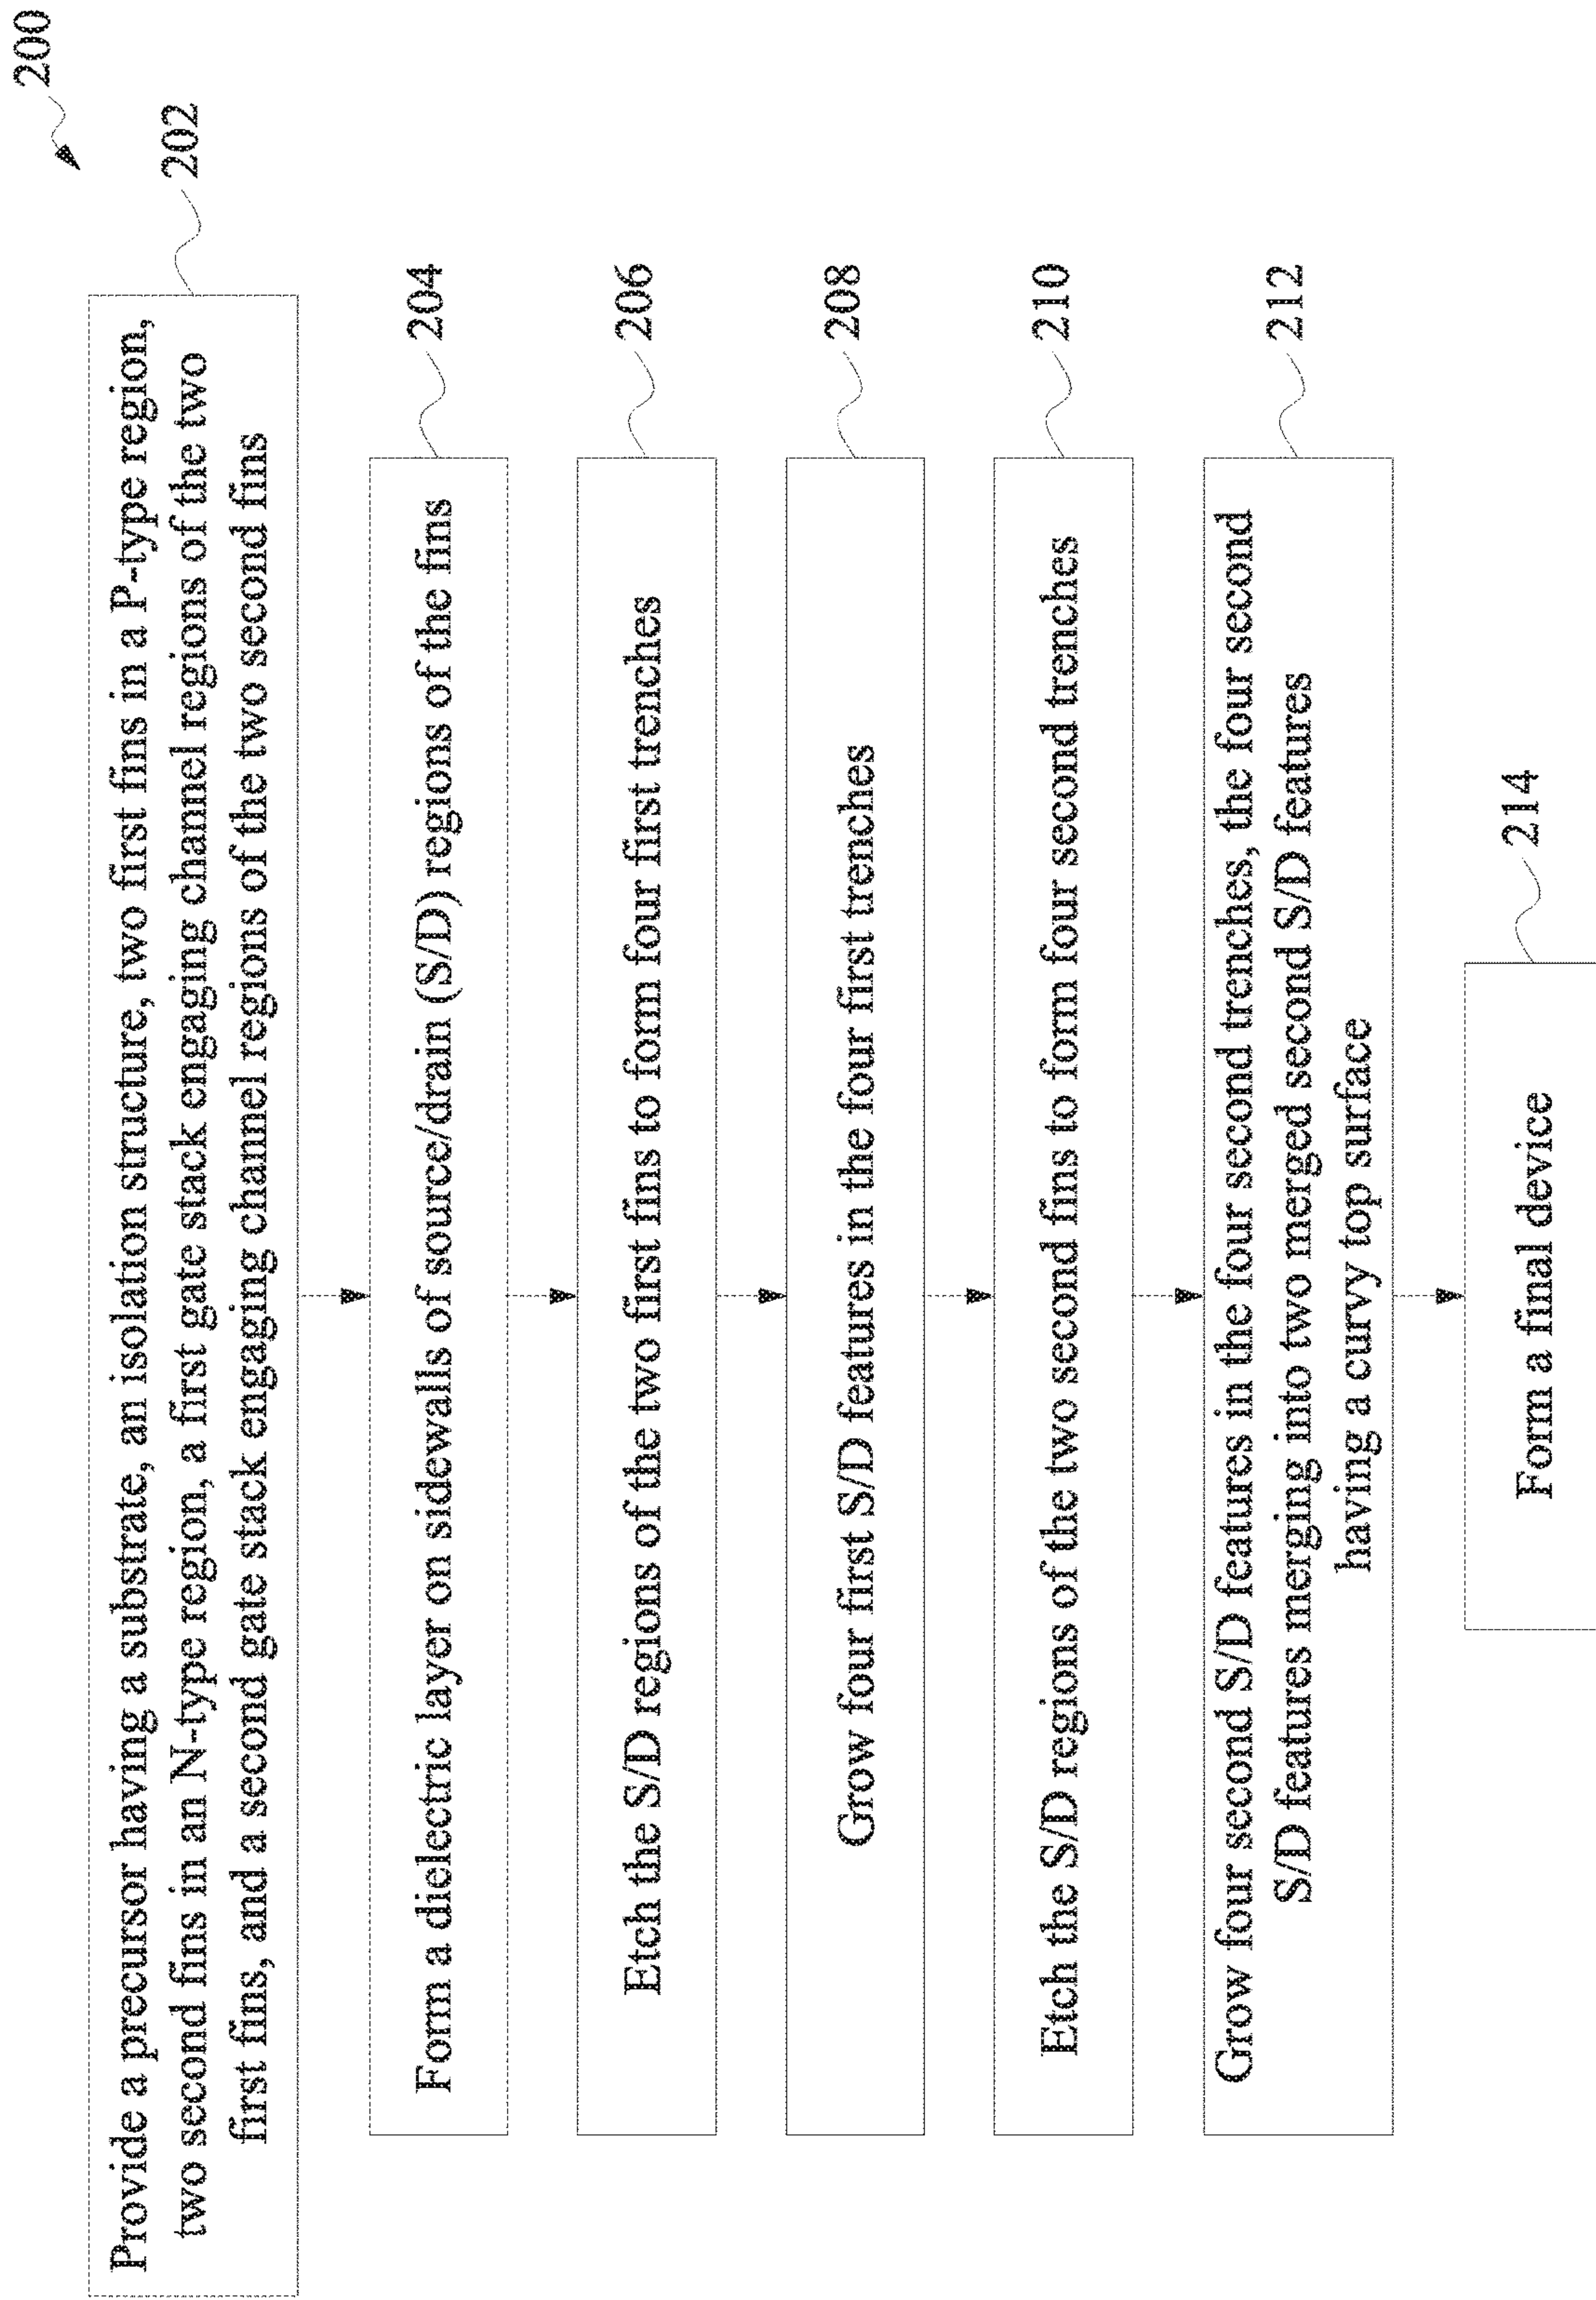 200
Provide a precursor having a substrate, an isolation structure, two first fins in a P-type region,
two second fins in an N-type region, a first gate stack engaging channel regions of the two
first fins, and a second gate stack engaging channel regions of the two second fins
202
Form a dielectric layer on sidewalls of source/drain (S/D) regions of the fins
204
Etch the S/D regions of the two first fins to form four first trenches
206
Grow four first S/D features in the four first trenches
208
Etch the S/D regions of the two second fins to form four second trenches
210
Grow four second S/D features in the four second trenches, the four second
S/D features merging into two merged second S/D features
having a curvy top surface
212
Form a final device
214